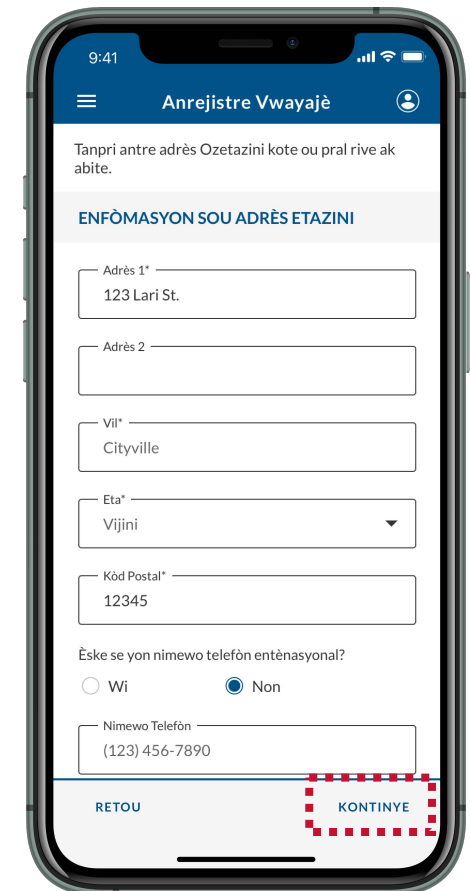 9:41
Anrejistre Vwayajè
Tanpri antre adrès Ozetazini kote ou pral rive ak
abite.
ENFÒMASYON SOU ADRÈS ETAZINI
Adrès 1*
123 Lari St.
Adrès 2
Vil*
Cityville
Eta*
Vijini
Kòd Postal*
12345
Èske se yon nimewo telefòn entènasyonal?
Wi Non
Nimewo Telefòn
(123) 456-7890
RETOU KONTINYE